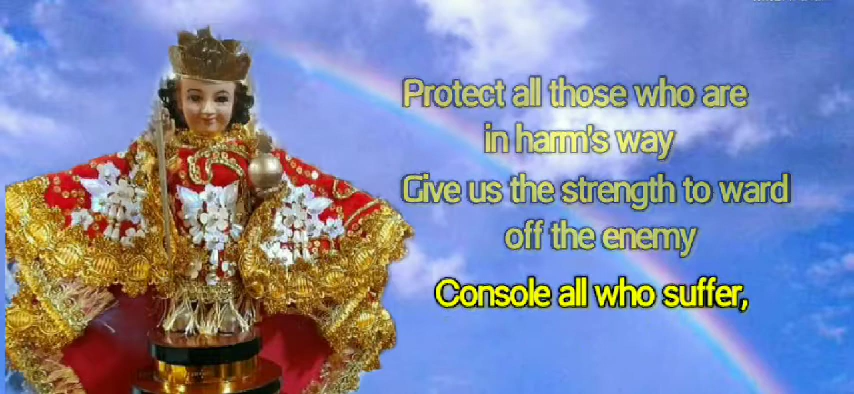 Protect all those who are
in harm's way
Give us the strength to ward
off the enemy
Console all who suffer,